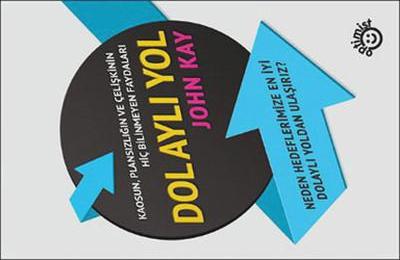 optimist
KAOSUN, PLANSIZLIĞIN VE ÇELİŞKİNİN
HİÇ BİLİNMEYEN FAYDALARI
DOLAYLI YOL
JOHN KAY
NEDEN HEDEFLERİMİZE EN İYİ
DOLAYLI YOLDAN ULAŞIRIZ?